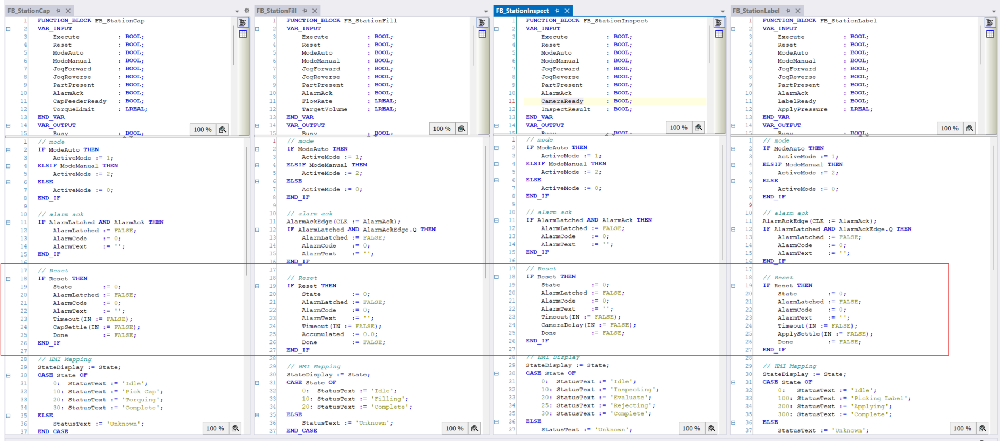 FB_StationCap
1 FUNCTION_BLOCK FB_StationCap
2 VAR_INPUT
3 Execute : BOOL;
4 Reset : BOOL;
5 ModeAuto : BOOL;
6 ModeManual : BOOL;
7 JogForward : BOOL;
8 JogReverse : BOOL;
9 PartPresent : BOOL;
10 AlarmAck : BOOL;
11 CapFeederReady : BOOL;
12 TorqueLimit : LREAL;
13 END_VAR
14 VAR_OUTPUT
15 Busy : BOOL;
100 %
1 // mode
2 IF ModeAuto THEN
3 ActiveMode := 1;
4 ELSIF ModeManual THEN
5 ActiveMode := 2;
6 ELSE
7 ActiveMode := 0;
8 END_IF
9
10 // alarm ack
11 IF AlarmLatched AND AlarmAck THEN
12 AlarmLatched := FALSE;
13 AlarmCode := 0;
14 AlarmText := '';
15 END_IF
16
17 // Reset
18 IF Reset THEN
19 State := 0;
20 AlarmLatched := FALSE;
21 AlarmCode := 0;
22 AlarmText := '';
23 Timeout(IN := FALSE);
24 CapSettle(IN := FALSE);
25 Done := FALSE;
26 END_IF
27
28 // HMI Mapping
29 StateDisplay := State;
30 CASE State OF
31 0: StatusText := 'Idle';
32 10: StatusText := 'Pick Cap';
33 20: StatusText := 'Torquing';
34 30: StatusText := 'Complete';
35 ELSE
36 StatusText := 'Unknown';
37 END_CASE
100 %
FB_StationFill
1 FUNCTION_BLOCK FB_StationFill
2 VAR_INPUT
3 Execute : BOOL;
4 Reset : BOOL;
5 ModeAuto : BOOL;
6 ModeManual : BOOL;
7 JogForward : BOOL;
8 JogReverse : BOOL;
9 PartPresent : BOOL;
10 AlarmAck : BOOL;
11 FlowRate : LREAL;
12 TargetVolume : LREAL;
13 END_VAR
14 VAR_OUTPUT
15 Busy : BOOL;
100 %
1 // mode
2 IF ModeAuto THEN
3 ActiveMode := 1;
4 ELSIF ModeManual THEN
5 ActiveMode := 2;
6 ELSE
7 ActiveMode := 0;
8 END_IF
9
10 // alarm ack
11 AlarmAckEdge(CLK := AlarmAck);
12 IF AlarmLatched AND AlarmAckEdge.Q THEN
13 AlarmLatched := FALSE;
14 AlarmCode := 0;
15 AlarmText := '';
16 END_IF
17
18 // Reset
19 IF Reset THEN
20 State := 0;
21 AlarmLatched := FALSE;
22 AlarmCode := 0;
23 AlarmText := '';
24 Timeout(IN := FALSE);
25 Accumulated := 0.0;
26 Done := FALSE;
27 END_IF
28
29 // HMI Mapping
30 StateDisplay := State;
31 CASE State OF
32 0: StatusText := 'Idle';
33 10: StatusText := 'Filling';
34 20: StatusText := 'Complete';
35 ELSE
36 StatusText := 'Unknown';
37 END_CASE
100 %
FB_StationInspect
1 FUNCTION_BLOCK FB_StationInspect
2 VAR_INPUT
3 Execute : BOOL;
4 Reset : BOOL;
5 ModeAuto : BOOL;
6 ModeManual : BOOL;
7 JogForward : BOOL;
8 JogReverse : BOOL;
9 PartPresent : BOOL;
10 AlarmAck : BOOL;
11 CameraReady : BOOL;
12 InspectResult : BOOL;
13 END_VAR
14 VAR_OUTPUT
15 Busy : BOOL;
100 %
1 // mode
2 IF ModeAuto THEN
3 ActiveMode := 1;
4 ELSIF ModeManual THEN
5 ActiveMode := 2;
6 ELSE
7 ActiveMode := 0;
8 END_IF
9
10 // alarm ack
11 IF AlarmLatched AND AlarmAck THEN
12 AlarmLatched := FALSE;
13 AlarmCode := 0;
14 AlarmText := '';
15 END_IF
16
17 // Reset
18 IF Reset THEN
19 State := 0;
20 AlarmLatched := FALSE;
21 AlarmCode := 0;
22 AlarmText := '';
23 Timeout(IN := FALSE);
24 CameraDelay(IN := FALSE);
25 Done := FALSE;
26 END_IF
27
28 // HMI Display
29 StateDisplay := State;
30 CASE State OF
31 0: StatusText := 'Idle';
32 10: StatusText := 'Inspecting';
33 20: StatusText := 'Evaluate';
34 25: StatusText := 'Rejecting';
35 30: StatusText := 'Complete';
36 ELSE
37 StatusText := 'Unknown';
100 %
FB_StationLabel
1 FUNCTION_BLOCK FB_StationLabel
2 VAR_INPUT
3 Execute : BOOL;
4 Reset : BOOL;
5 ModeAuto : BOOL;
6 ModeManual : BOOL;
7 JogForward : BOOL;
8 JogReverse : BOOL;
9 PartPresent : BOOL;
10 AlarmAck : BOOL;
11 LabelReady : BOOL;
12 ApplyPressure : LREAL;
13 END_VAR
14 VAR_OUTPUT
15 Busy : BOOL;
100 %
1 // mode
2 IF ModeAuto THEN
3 ActiveMode := 1;
4 ELSIF ModeManual THEN
5 ActiveMode := 2;
6 ELSE
7 ActiveMode := 0;
8 END_IF
9
10 // alarm ack
11 AlarmAckEdge(CLK := AlarmAck);
12 IF AlarmLatched AND AlarmAckEdge.Q THEN
13 AlarmLatched := FALSE;
14 AlarmCode := 0;
15 AlarmText := '';
16 END_IF
17
18 // Reset
19 IF Reset THEN
20 State := 0;
21 AlarmLatched := FALSE;
22 AlarmCode := 0;
23 AlarmText := '';
24 Timeout(IN := FALSE);
25 ApplySettle(IN := FALSE);
26 Done := FALSE;
27 END_IF
28
29 // HMI Mapping
30 StateDisplay := State;
31 CASE State OF
32 0: StatusText := 'Idle';
33 100: StatusText := 'Picking Label';
34 200: StatusText := 'Applying';
35 300: StatusText := 'Complete';
36 ELSE
37 StatusText := 'Unknown';
100 %